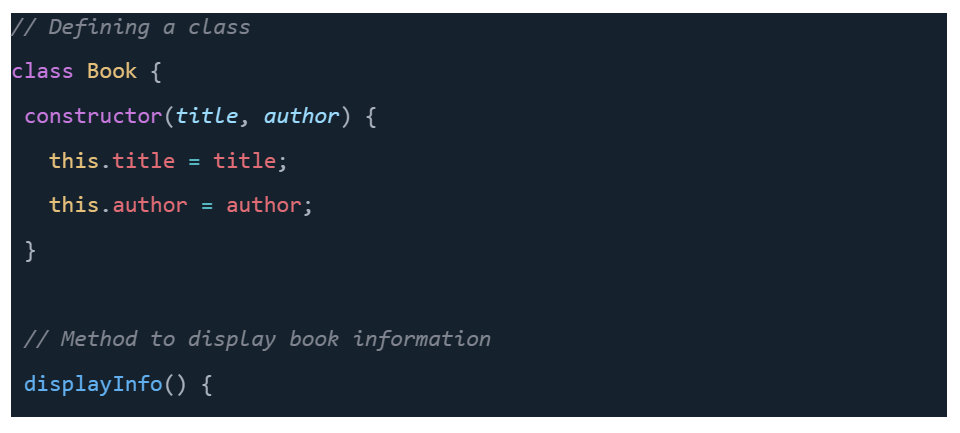 // Defining a class
class Book {
constructor(title, author) {
this.title = title;
this.author = author;
}
// Method to display book information
displayInfo() {